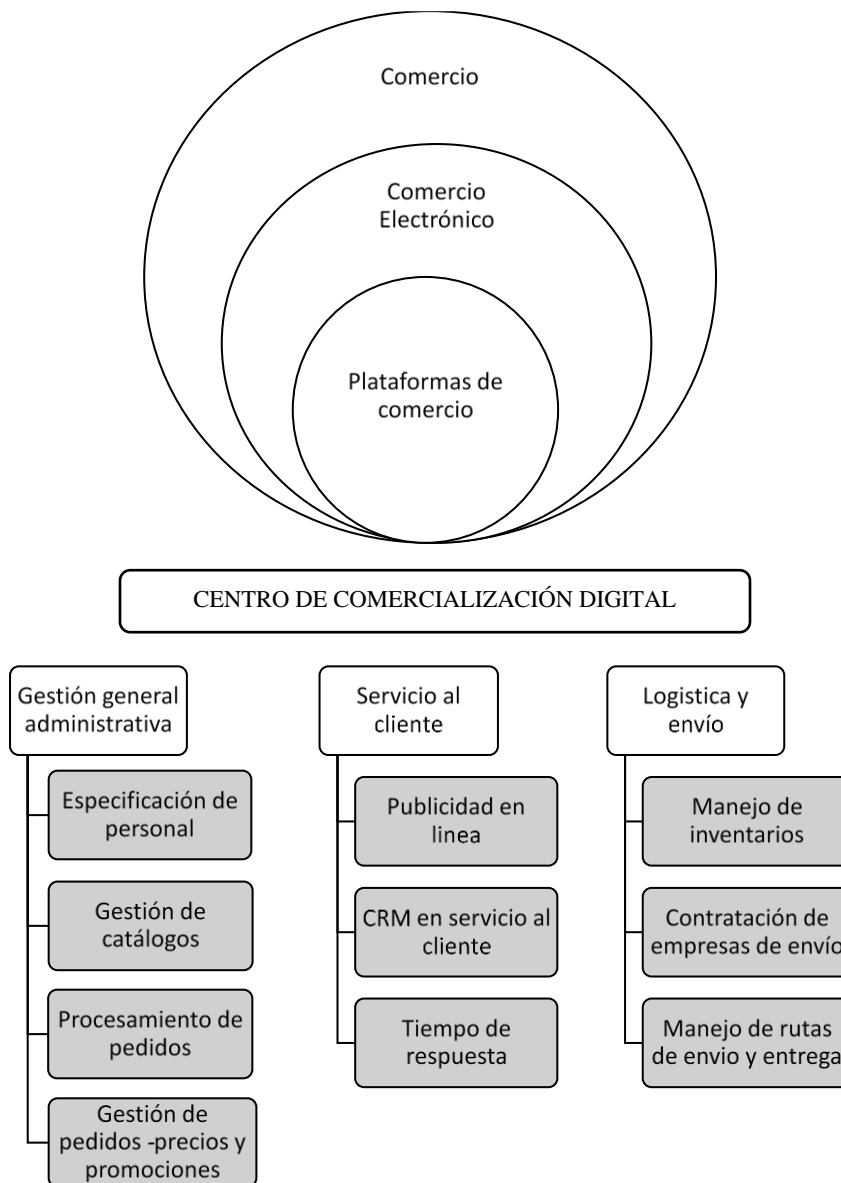 Comercio
Comercio
Electrónico
Plataformas de
comercio
CENTRO DE COMERCIALIZACIÓN DIGITAL
Gestión general
administrativa
Especificación de
personal
Gestión de
catálogos
Procesamiento de
pedidos
Gestión de
pedidos -precios y
promociones
Servicio al
cliente
Publicidad en
linea
CRM en servicio al
cliente
Tiempo de
respuesta
Logistica y
envío
Manejo de
inventarios
Contratación de
empresas de envío
Manejo de rutas
de envio y entrega